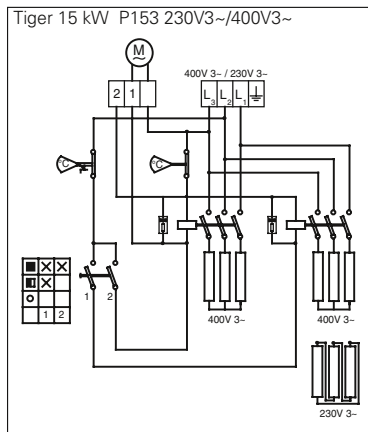 Tiger 15 kW P153 230V3~/400V3~
M
~
400V 3~ / 230V 3~
2 1
L3 L2 L1
°C
°C
1 2
1 2
400V 3~
400V 3~
230V 3~